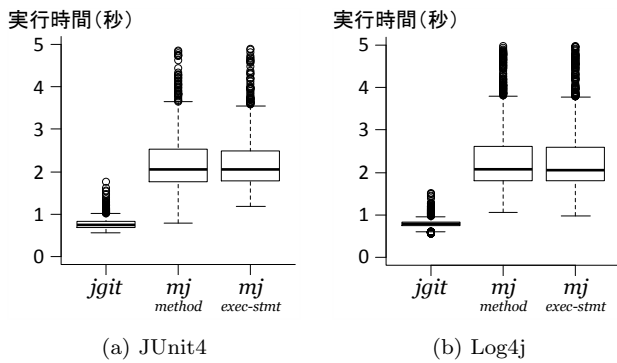 実行時間(秒)
5
4
3
2
1
0
jgit
mj
method
mj
exec-stmt
(a) JUnit4
実行時間(秒)
5
4
3
2
1
0
jgit
mj
method
mj
exec-stmt
(b) Log4j